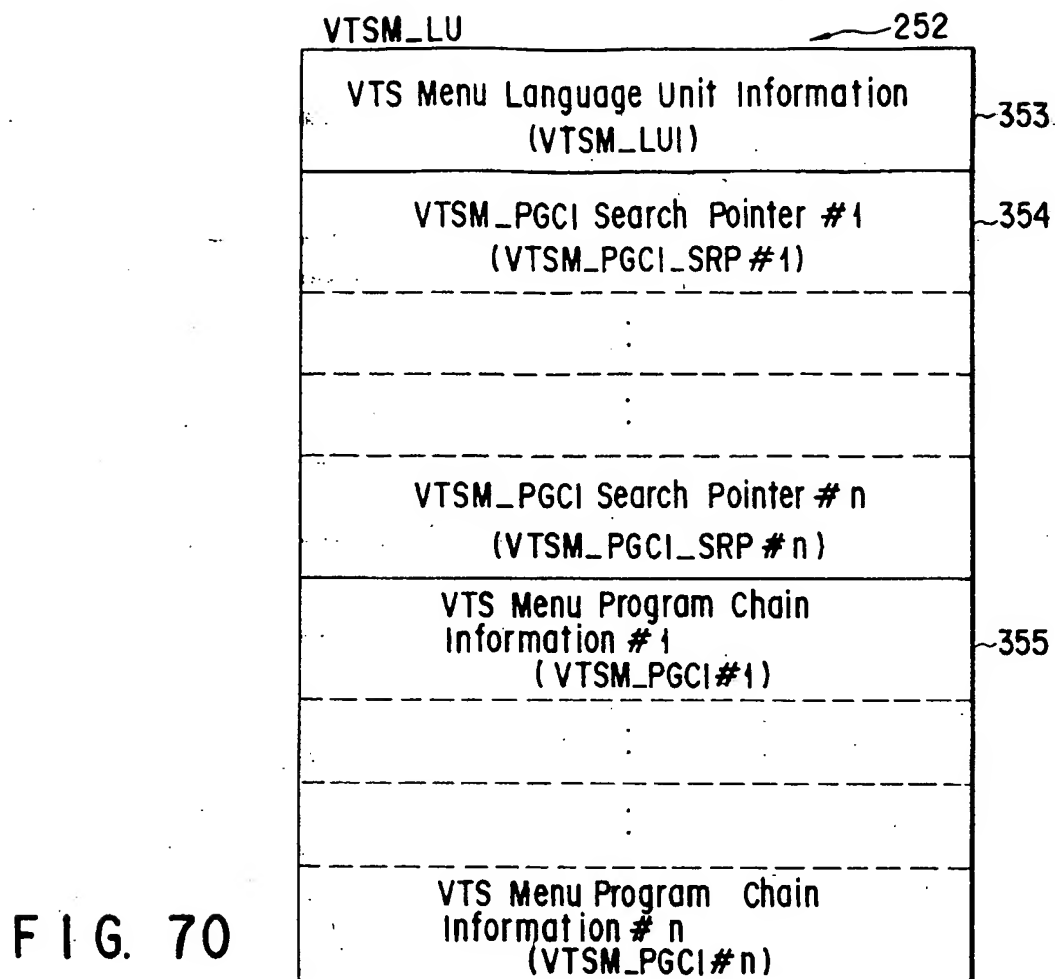 VTSM_LU
252
VTS Menu Language Unit Information
(VTSM_LUI)
353
VTSM_PGCI Search Pointer #1
(VTSM_PGCI_SRP #1)
354
VTSM_PGCI Search Pointer # n
(VTSM_PGCI_SRP # n)
VTS Menu Program Chain
Information # 1
(VTSM_PGCI#1)
355
VTS Menu Program Chain
Information # n
(VTSM_PGCI#n)
FIG. 70